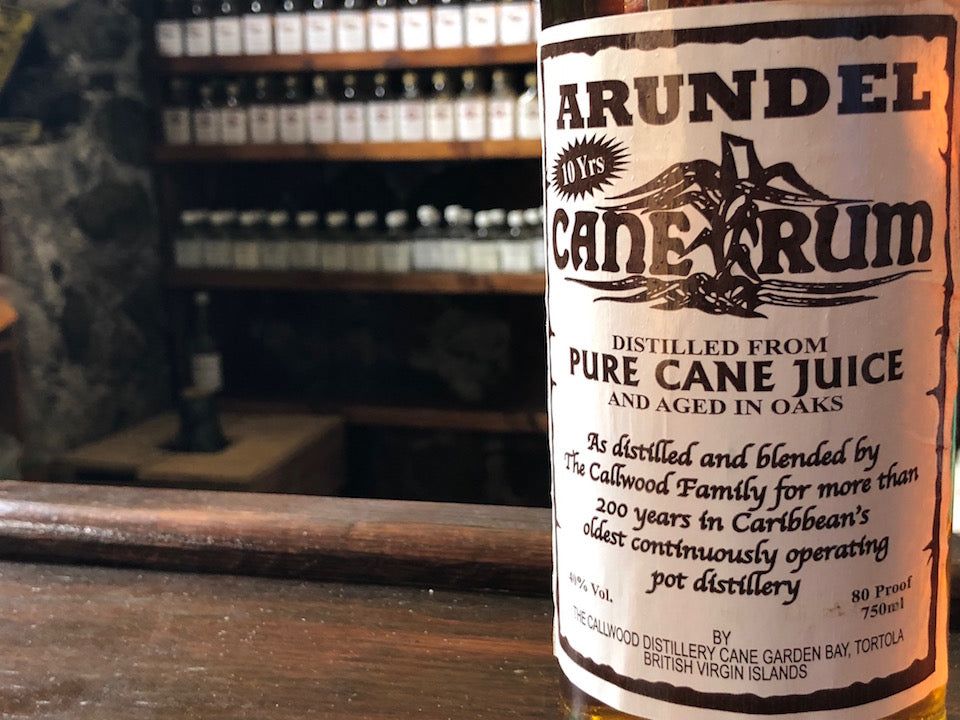 ARUNDEL
10 Yrs
CANE RUM
DISTILLED FROM
PURE CANE JUICE
AND AGED IN OAKS
As distilled and blended by
The Callwood Family for more than
200 years in Caribbean's
oldest continuously operating
pot distillery
40% Vol.
80 Proof
750ml
BY
THE CALLWOOD DISTILLERY CANE GARDEN BAY, TORTOLA
BRITISH VIRGIN ISLANDS